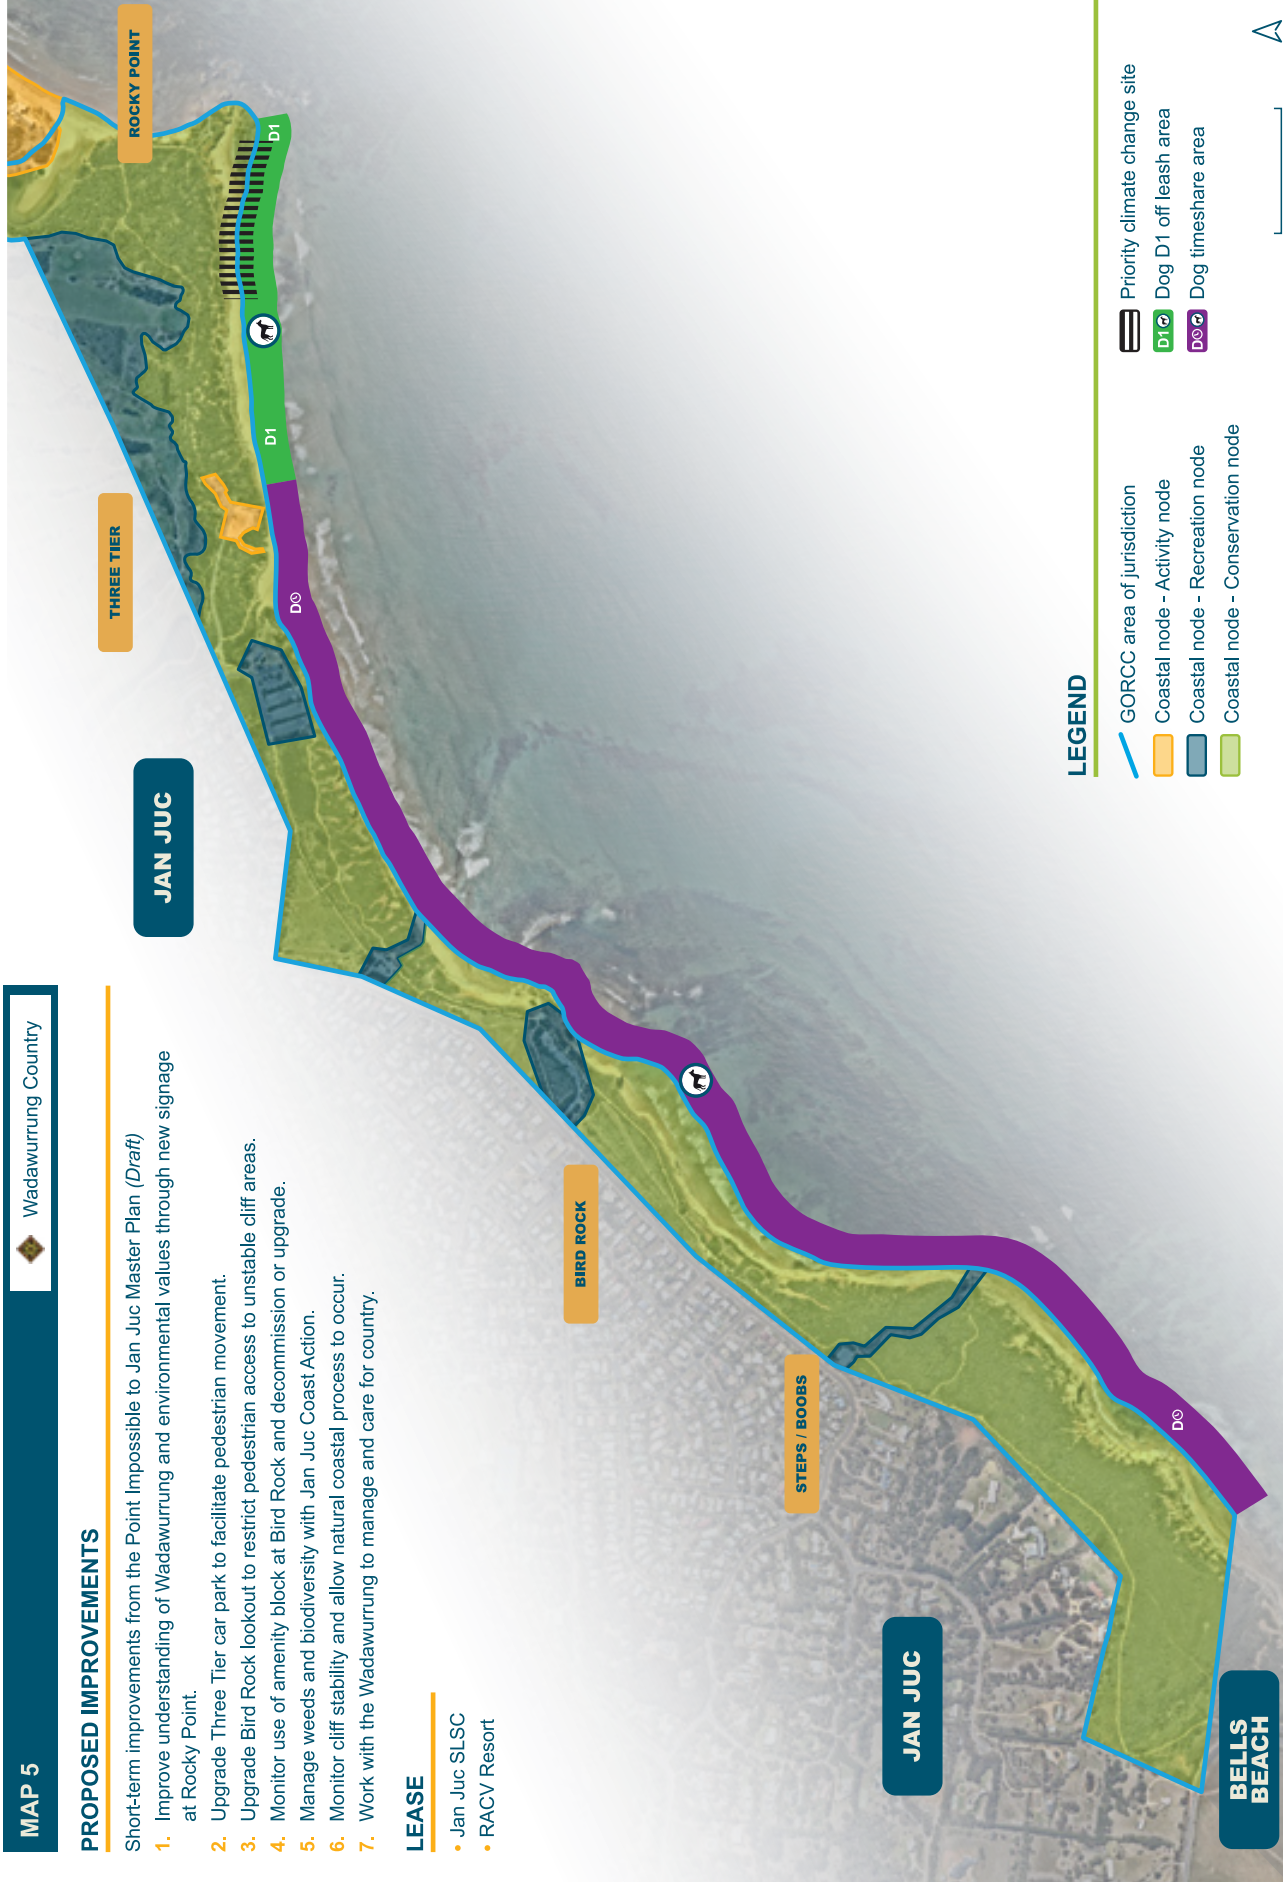 MAP 5
Wadawurrung Country
PROPOSED IMPROVEMENTS
Short-term improvements from the Point Impossible to Jan Juc Master Plan (Draft)
1. Improve understanding of Wadawurrung and environmental values through new signage
at Rocky Point.
2. Upgrade Three Tier car park to facilitate pedestrian movement.
3. Upgrade Bird Rock lookout to restrict pedestrian access to unstable cliff areas.
4. Monitor use of amenity block at Bird Rock and decommission or upgrade.
5. Manage weeds and biodiversity with Jan Juc Coast Action.
6. Monitor cliff stability and allow natural coastal process to occur.
7. Work with the Wadawurrung to manage and care for country.
LEASE
• Jan Juc SLSC
• RACV Resort
ROCKY POINT
THREE TIER
JAN JUC
BIRD ROCK
STEPS / BOOBS
JAN JUC
BELLS
BEACH
D1
D1
D
D
LEGEND
GORCC area of jurisdiction
Coastal node - Activity node
Coastal node - Recreation node
Coastal node - Conservation node
Priority climate change site
D1 Dog D1 off leash area
D Dog timeshare area